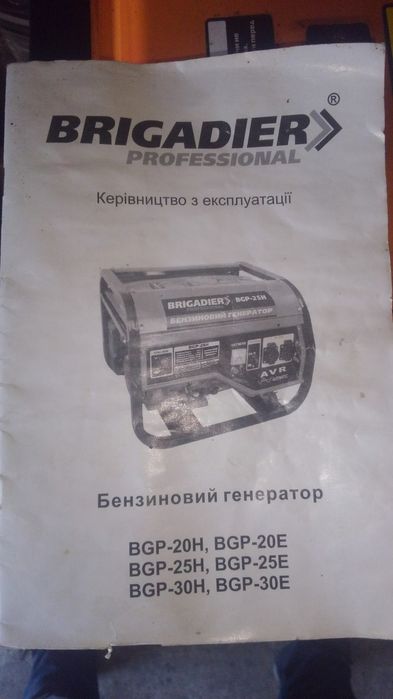 BRIGADIER®
PROFESSIONAL
Керівництво з експлуатації
BRIGADIER BGP-25H
БЕНЗИНОВИЙ ГЕНЕРАТОР
AVR
Бензиновий генератор
BGP-20H, BGP-20E
BGP-25H, BGP-25E
BGP-30H, BGP-30E